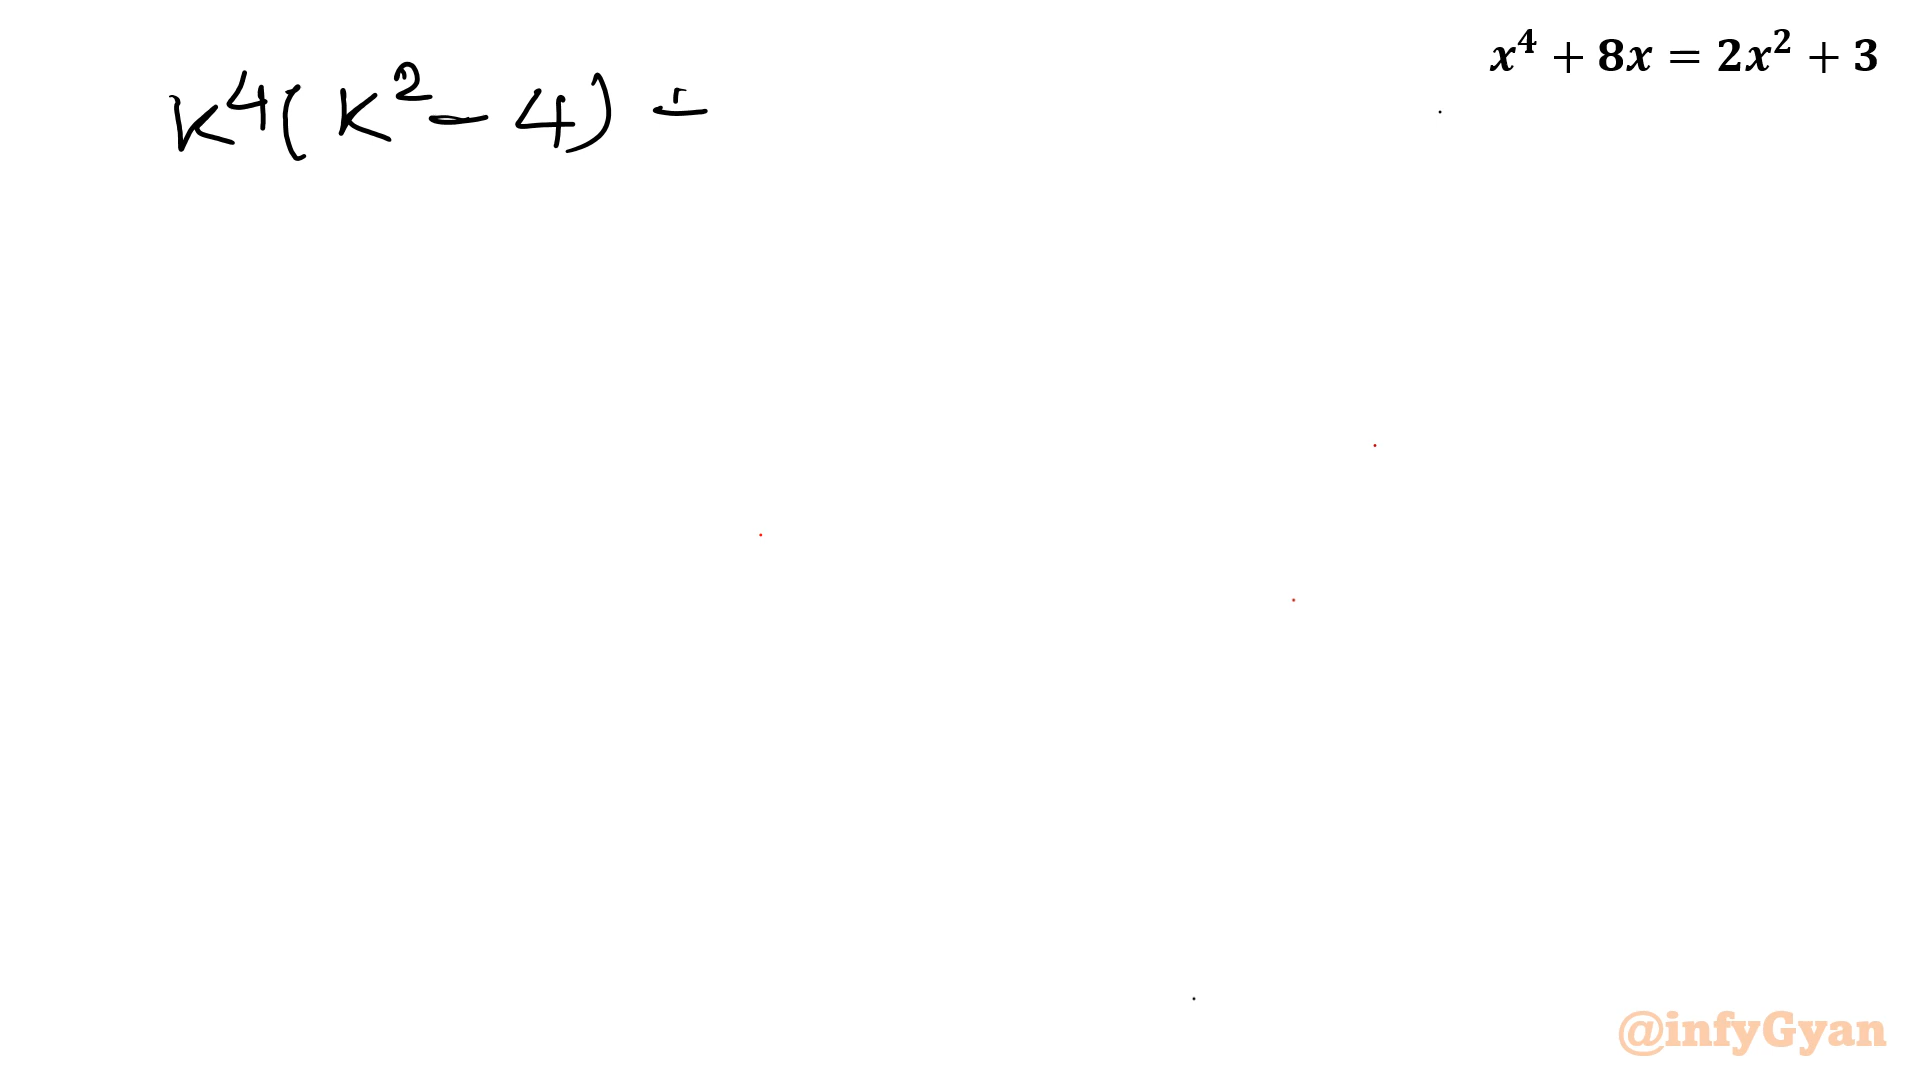 x⁴ + 8x = 2x² + 3
k⁴(k² - 4) +
@infyGyan